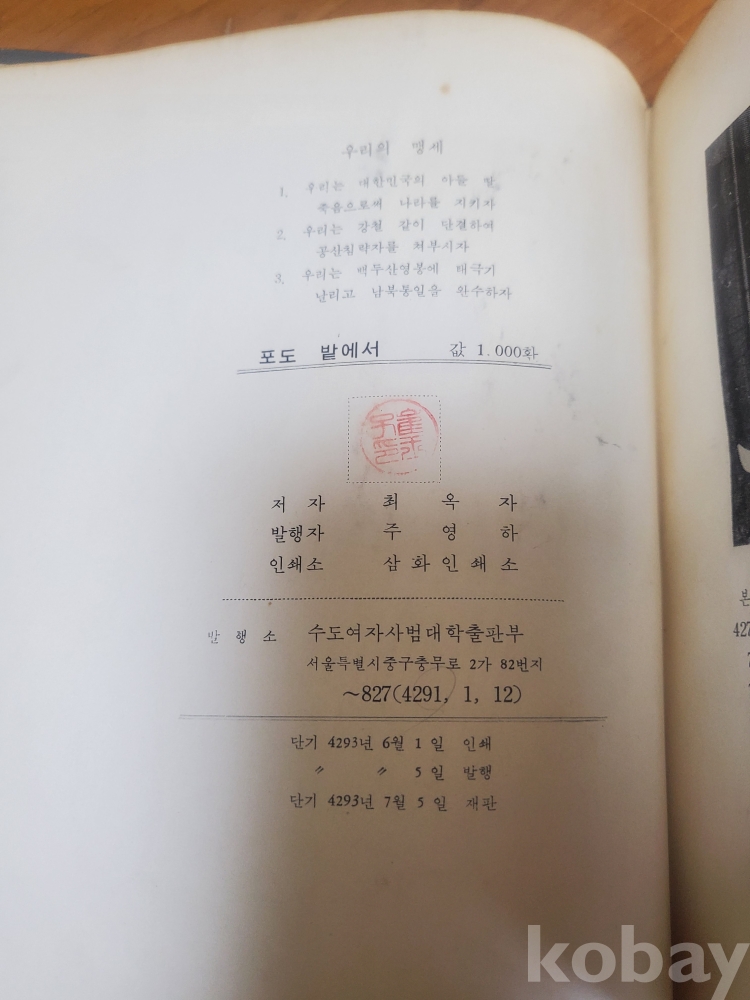 우리의 맹세
1. 우리는 대한민국의 아들 딸
죽음으로써 나라를 지키자
2. 우리는 강철 같이 단결하여
공산침략자를 쳐부시자
3. 우리는 백두산영봉에 태극기
날리고 남북통일을 완수하자
포도 밭에서 값 1.000환
저 자 최 옥 자
발행자 주 영 하
인쇄소 삼화인쇄소
발 행 소 수도여자사범대학출판부
서울특별시중구충무로 2가 82번지
~827(4291, 1, 12)
단기 4293년 6월 1 일 인쇄
〃 〃 5 일 발행
단기 4293년 7월 5 일 재판
본
427
kobay